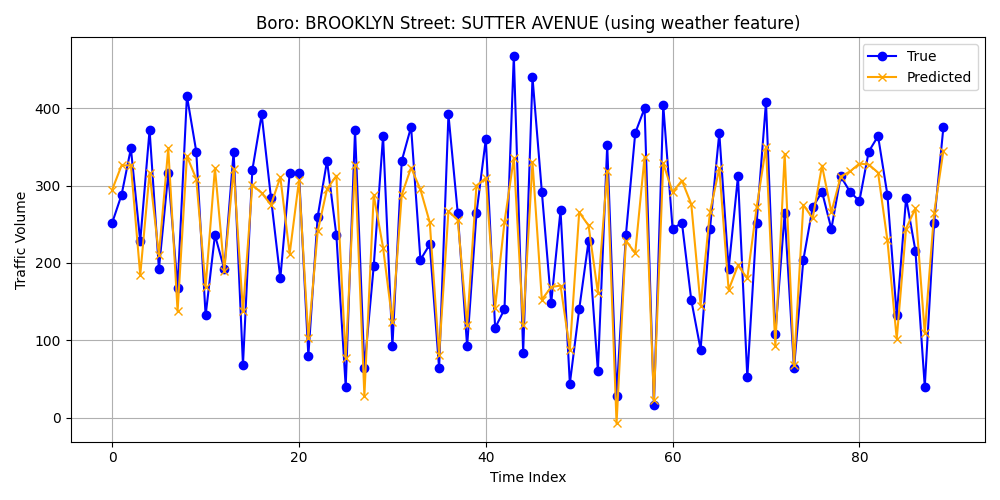 Boro: BROOKLYN Street: SUTTER AVENUE (using weather feature)
True
Predicted
400
300
200
100
0
Traffic Volume
0 20 40 60 80
Time Index